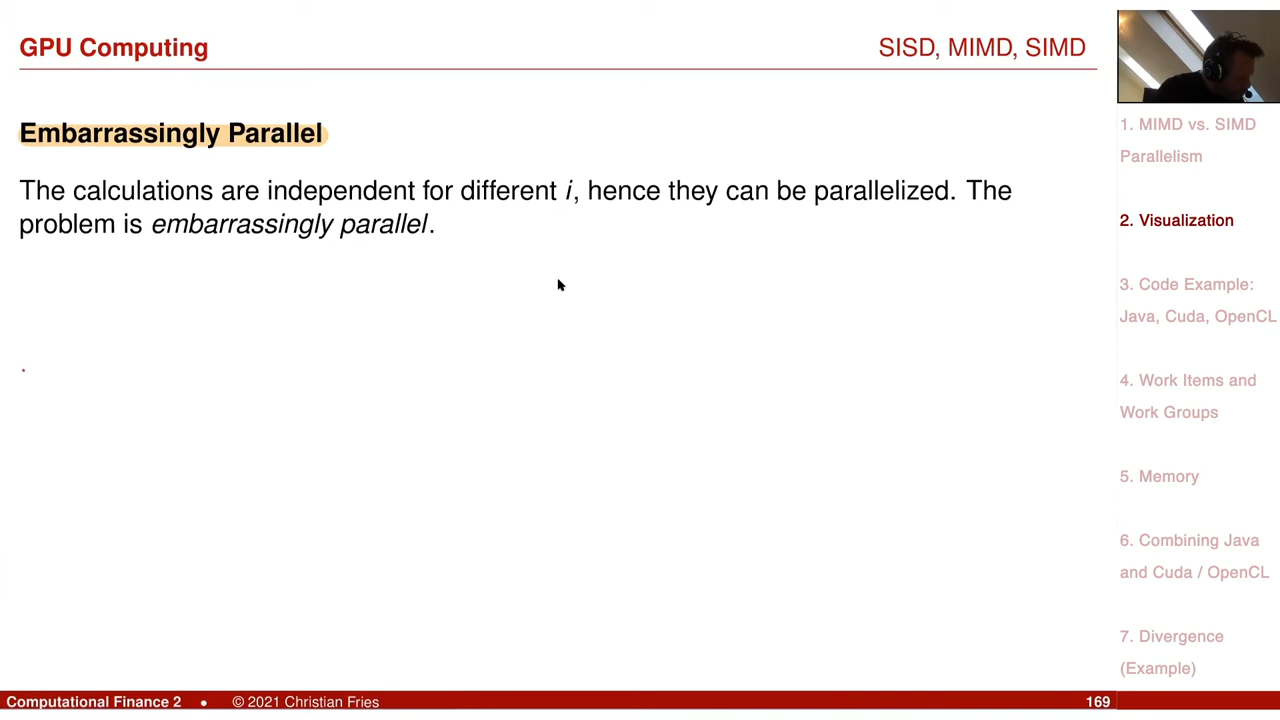 GPU Computing
SISD, MIMD, SIMD
Embarrassingly Parallel
The calculations are independent for different i, hence they can be parallelized. The
problem is embarrassingly parallel.
1. MIMD vs. SIMD
Parallelism
2. Visualization
3. Code Example:
Java, Cuda, OpenCL
4. Work Items and
Work Groups
5. Memory
6. Combining Java
and Cuda / OpenCL
7. Divergence
(Example)
Computational Finance 2 • © 2021 Christian Fries
169